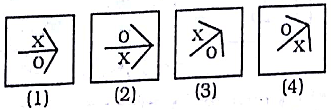 x o o x x o o x
(1) (2) (3) (4)